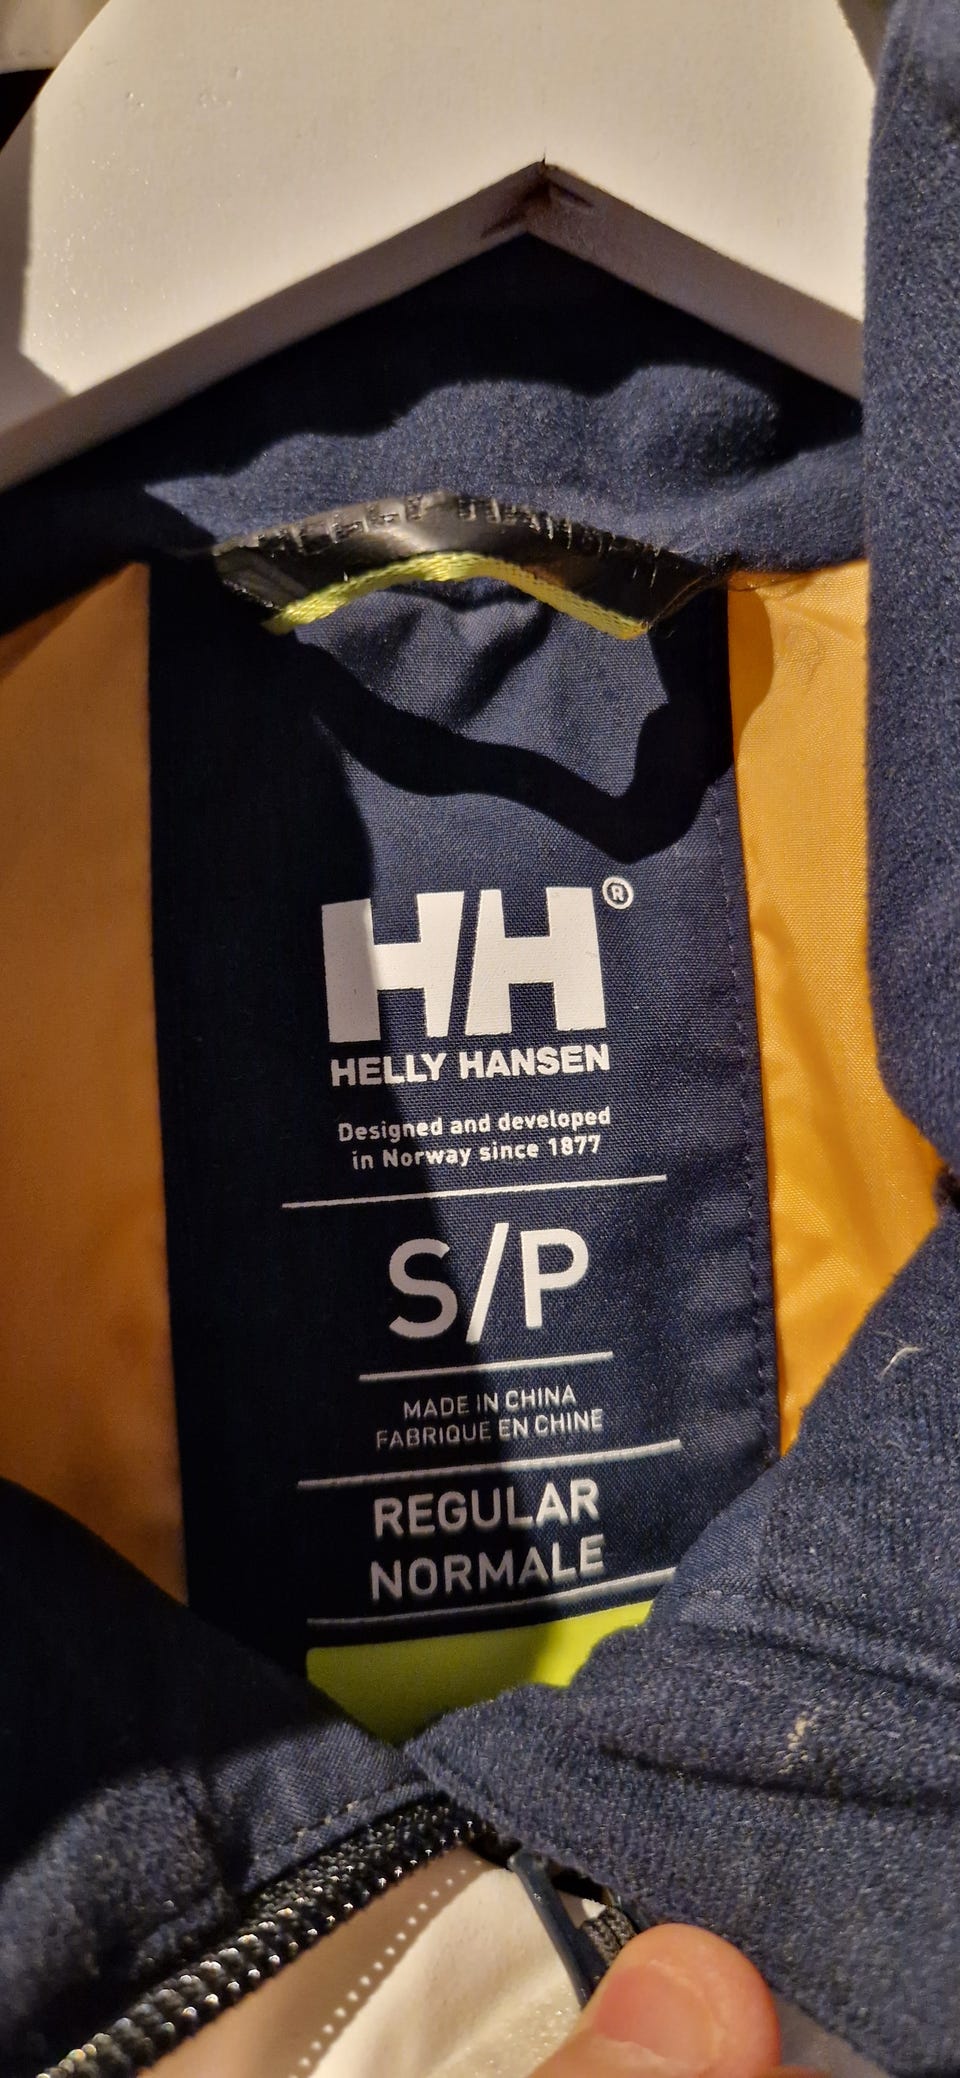 HH®
HELLY HANSEN
Designed and developed
in Norway since 1877
S/P
MADE IN CHINA
FABRIQUE EN CHINE
REGULAR
NORMALE